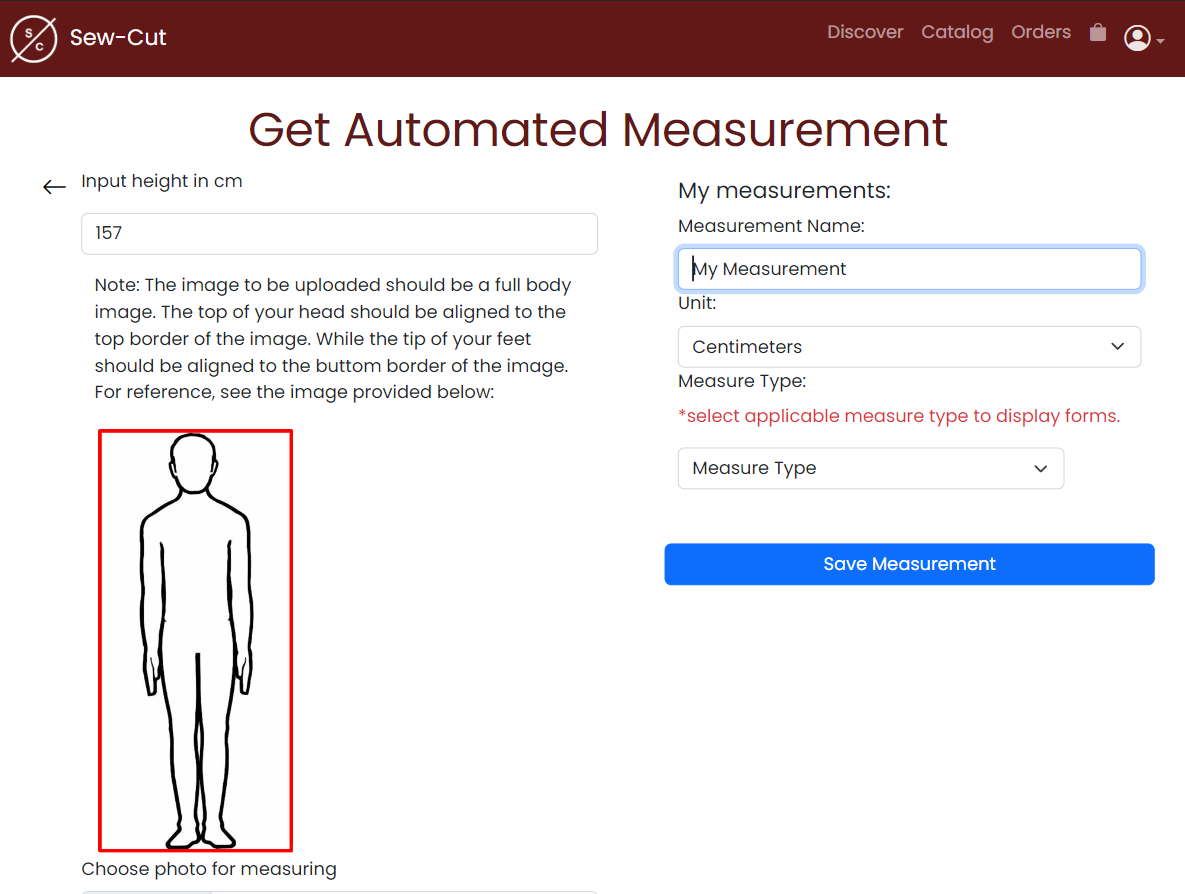 S
C
Sew-Cut
Discover Catalog Orders
Get Automated Measurement
Input height in cm
157
Note: The image to be uploaded should be a full body
image. The top of your head should be aligned to the
top border of the image. While the tip of your feet
should be aligned to the buttom border of the image.
For reference, see the image provided below:
Choose photo for measuring
My measurements:
Measurement Name:
My Measurement
Unit:
Centimeters
Measure Type:
*select applicable measure type to display forms.
Measure Type
Save Measurement